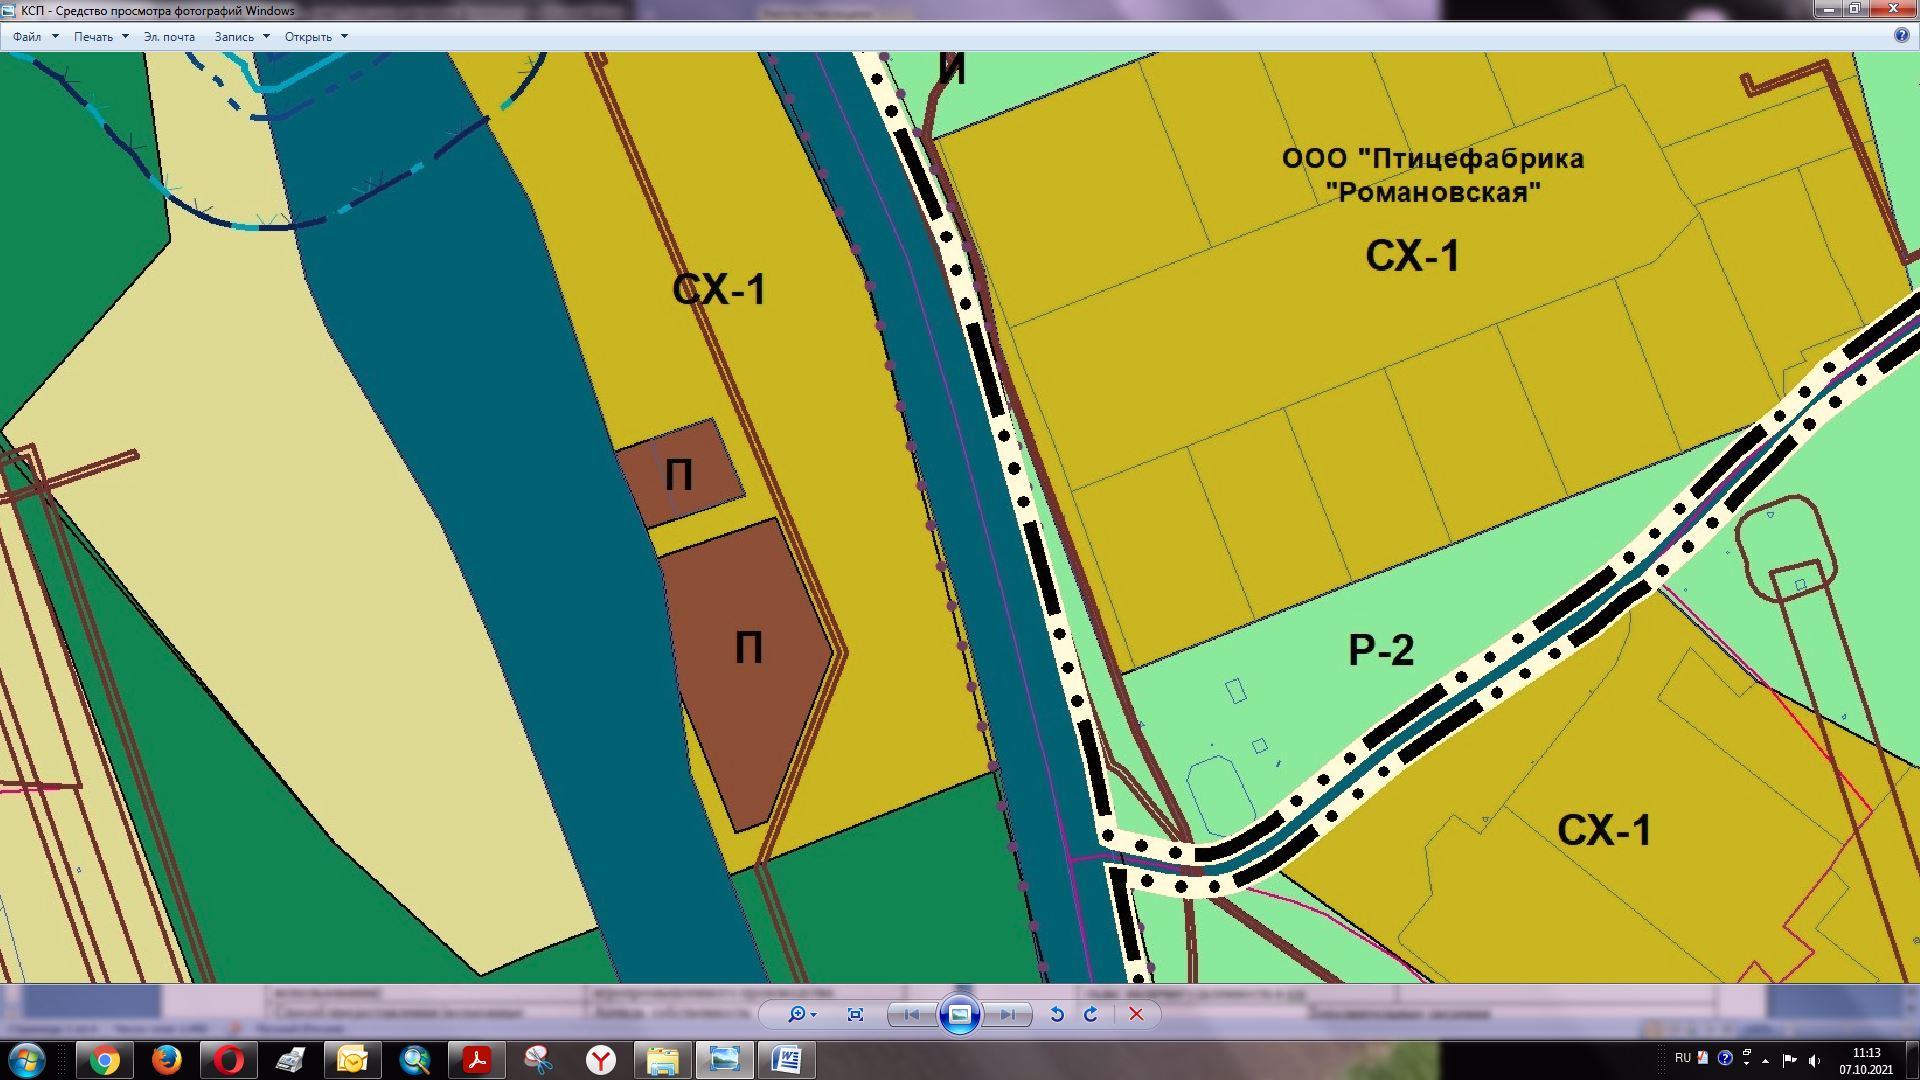 КСП - Средство просмотра фотографий Windows
Файл Печать Эл. почта Запись Открыть
И
ООО "Птицефабрика
"Романовская"
СХ-1
СХ-1
П
П
Р-2
СХ-1
RU
11:13
07.10.2021